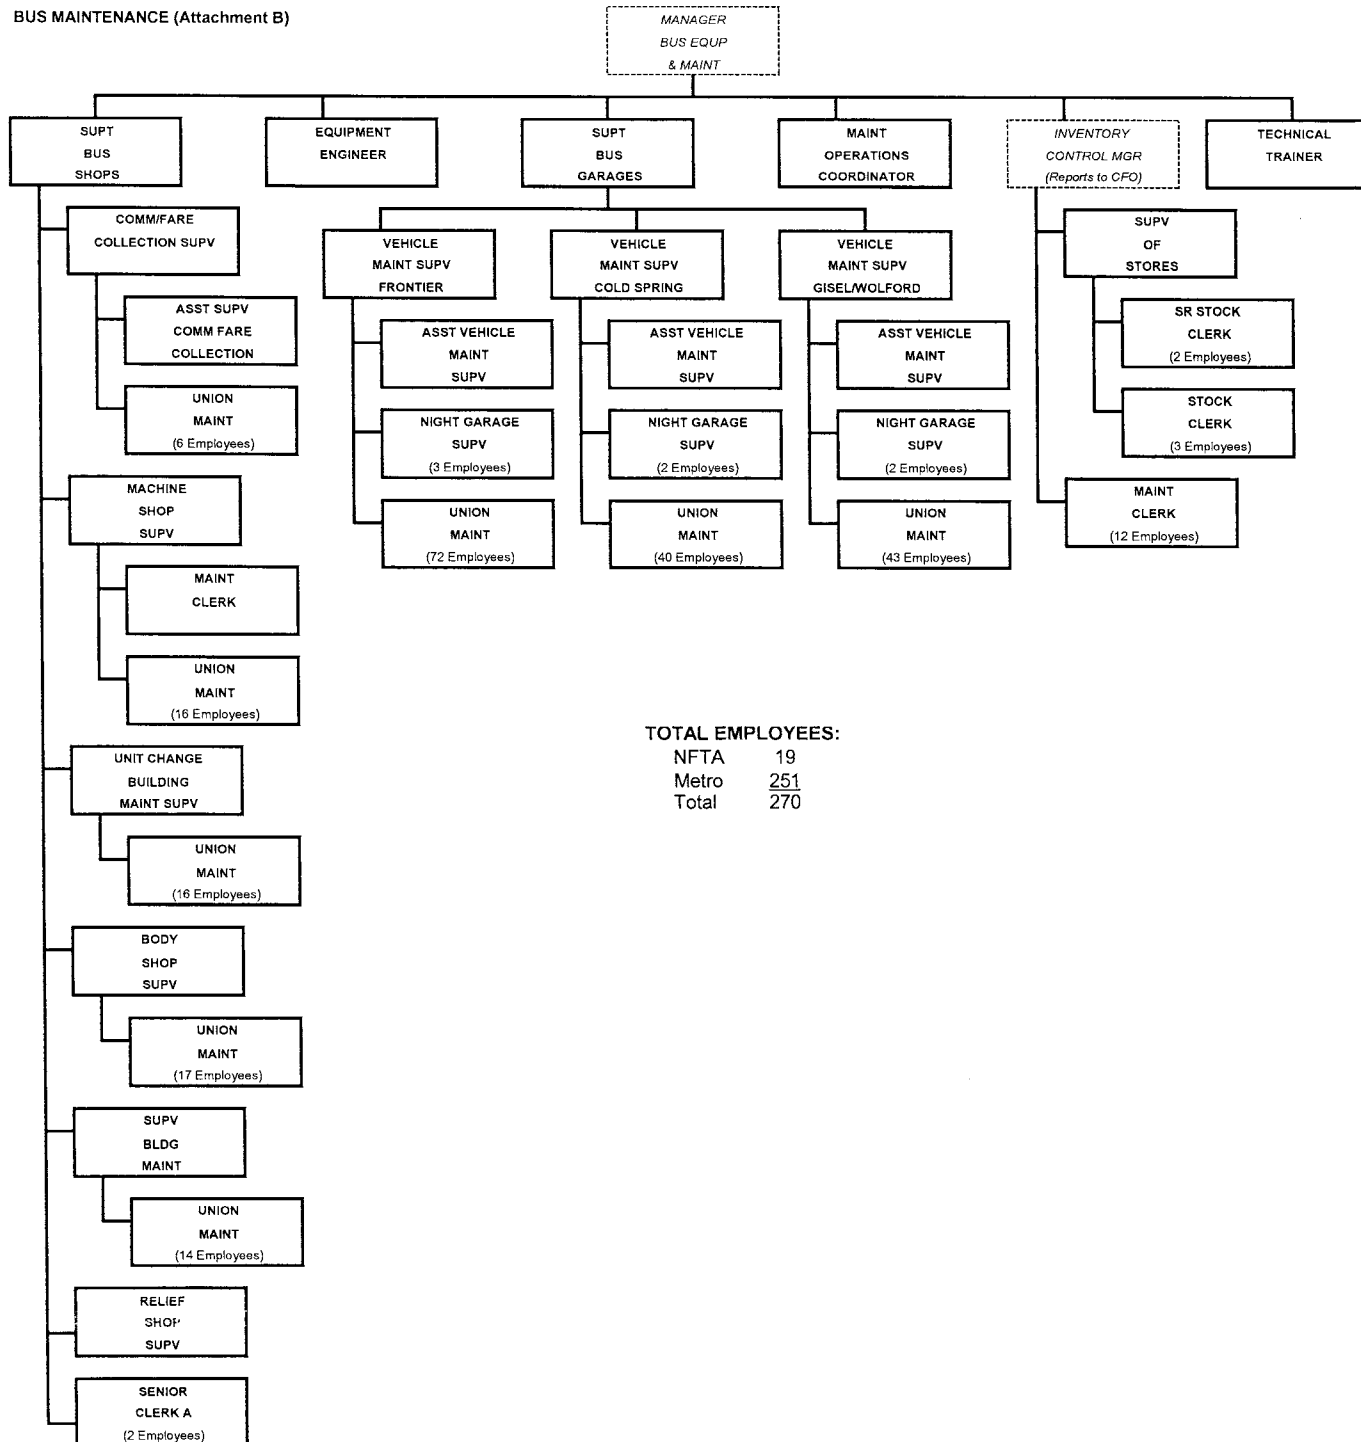 BUS MAINTENANCE (Attachment B)
MANAGER
BUS EQUP
& MAINT
SUPT
BUS
SHOPS
EQUIPMENT
ENGINEER
SUPT
BUS
GARAGES
MAINT
OPERATIONS
COORDINATOR
INVENTORY
CONTROL MGR
(Reports to CFO)
TECHNICAL
TRAINER
COMM/FARE
COLLECTION SUPV
ASST SUPV
COMM FARE
COLLECTION
UNION
MAINT
(6 Employees)
MACHINE
SHOP
SUPV
MAINT
CLERK
UNION
MAINT
(16 Employees)
UNIT CHANGE
BUILDING
MAINT SUPV
UNION
MAINT
(16 Employees)
BODY
SHOP
SUPV
UNION
MAINT
(17 Employees)
SUPV
BLDG
MAINT
UNION
MAINT
(14 Employees)
RELIEF
SHOP
SUPV
SENIOR
CLERK A
(2 Employees)
VEHICLE
MAINT SUPV
FRONTIER
ASST VEHICLE
MAINT
SUPV
NIGHT GARAGE
SUPV
(3 Employees)
UNION
MAINT
(72 Employees)
VEHICLE
MAINT SUPV
COLD SPRING
ASST VEHICLE
MAINT
SUPV
NIGHT GARAGE
SUPV
(2 Employees)
UNION
MAINT
(40 Employees)
VEHICLE
MAINT SUPV
GISEL/WOLFORD
ASST VEHICLE
MAINT
SUPV
NIGHT GARAGE
SUPV
(2 Employees)
UNION
MAINT
(43 Employees)
SUPV
OF
STORES
SR STOCK
CLERK
(2 Employees)
STOCK
CLERK
(3 Employees)
MAINT
CLERK
(12 Employees)
TOTAL EMPLOYEES:
NFTA 19
Metro 251
Total 270